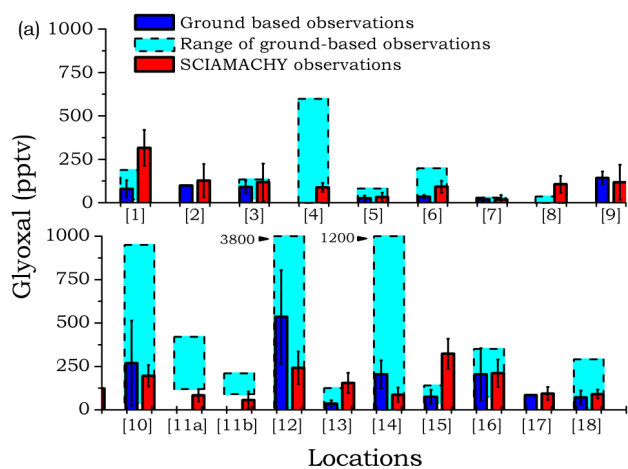 (a)
Ground based observations
Range of ground-based observations
SCIAMACHY observations
Glyoxal (pptv)
1000
750
500
250
0
[1] [2] [3] [4] [5] [6] [7] [8] [9]
3800 1200
1000
750
500
250
0
[10] [11a] [11b] [12] [13] [14] [15] [16] [17] [18]
Locations